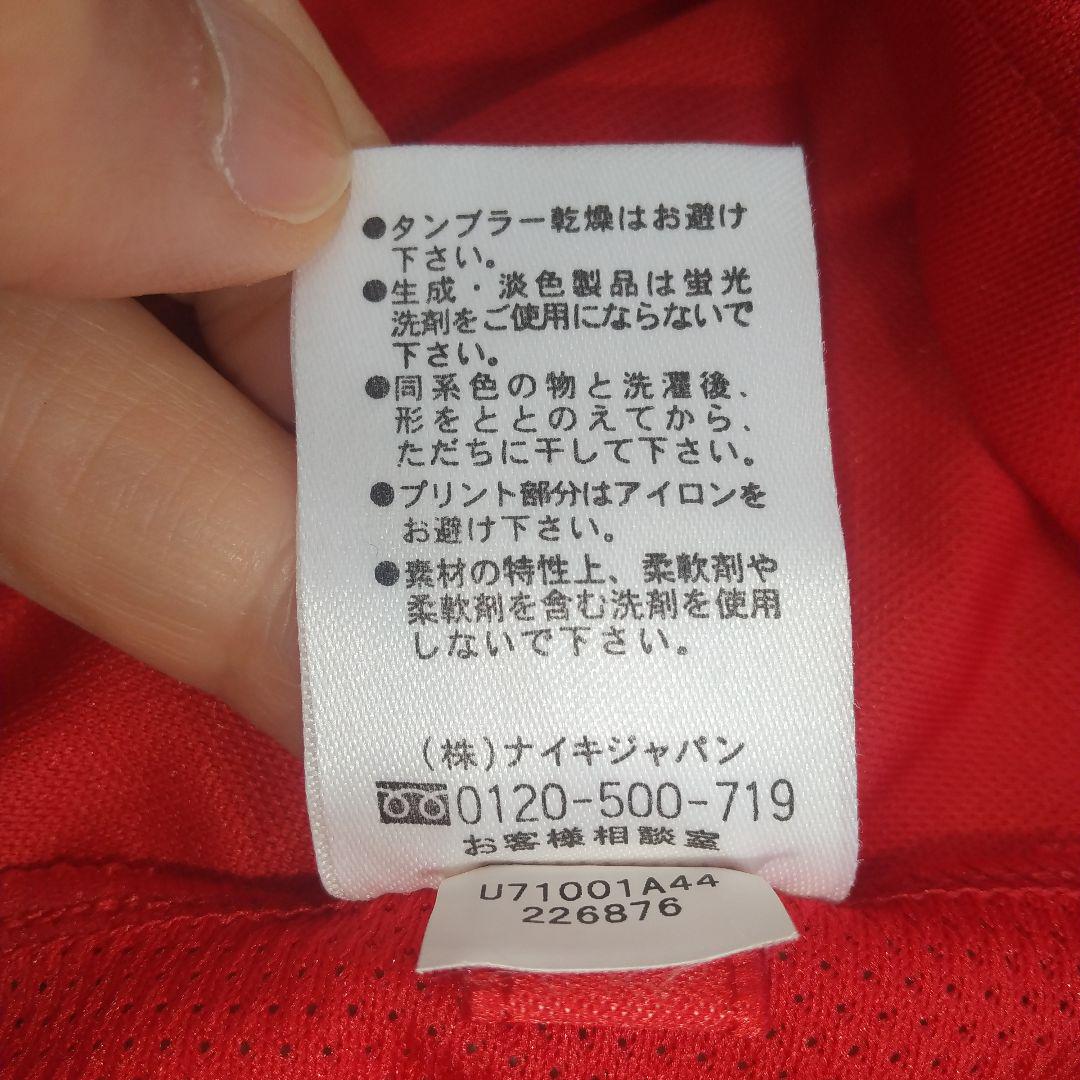 ●タンブラー乾燥はお避け
下さい。
●生成・淡色製品は蛍光
洗剤をご使用にならないで
下さい。
●同系色の物と洗濯後、
形をととのえてから、
ただちに干して下さい。
●プリント部分はアイロンを
お避け下さい。
●素材の特性上、柔軟剤や
柔軟剤を含む洗剤を使用
しないで下さい。
(株)ナイキジャパン
0120-500-719
お客様相談室
U71001A44
226876